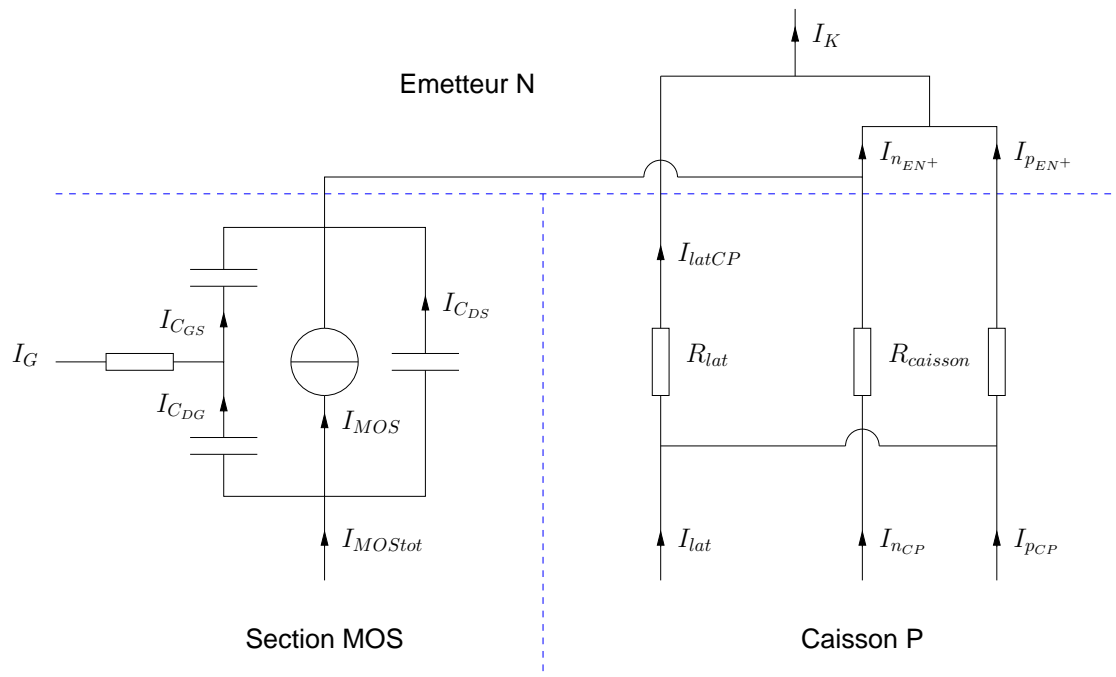 I_K
Emetteur N
I_{n_{EN^+}} I_{p_{EN^+}}
I_{latCP}
I_{C_{DS}}
I_{C_{GS}}
I_G R_{lat} R_{caisson}
I_{C_{DG}} I_{MOS}
I_{MOStot} I_{lat} I_{n_{CP}} I_{p_{CP}}
Section MOS Caisson P